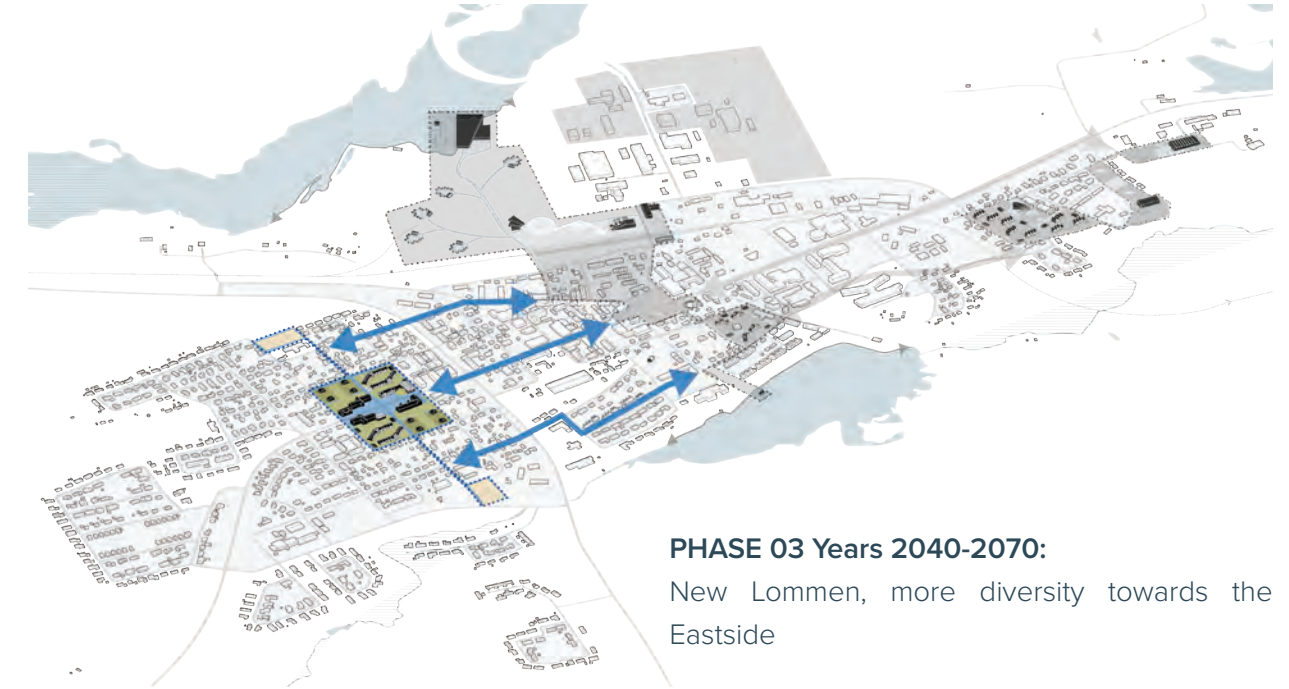 PHASE 03 Years 2040-2070:
New Lommen, more diversity towards the
Eastside